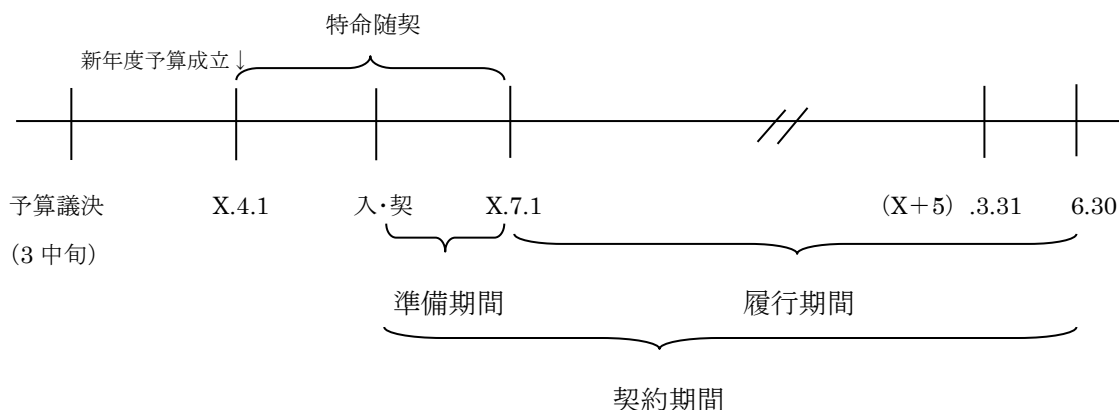 特命随契
新年度予算成立↓
予算議決 X.4.1 入・契 X.7.1 (X+5) .3.31 6.30
(3 中旬)
準備期間 履行期間
契約期間